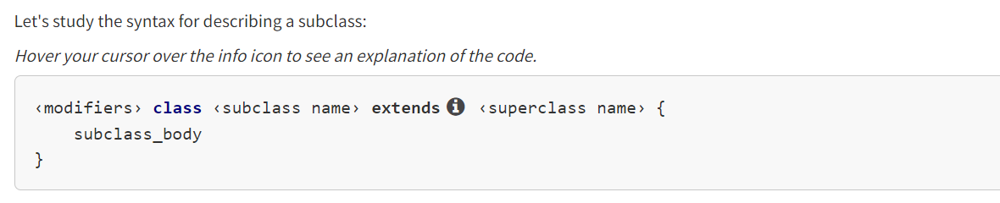 Let's study the syntax for describing a subclass:
Hover your cursor over the info icon to see an explanation of the code.
‹modifiers› class ‹subclass name› extends i ‹superclass name› {
    subclass_body
}